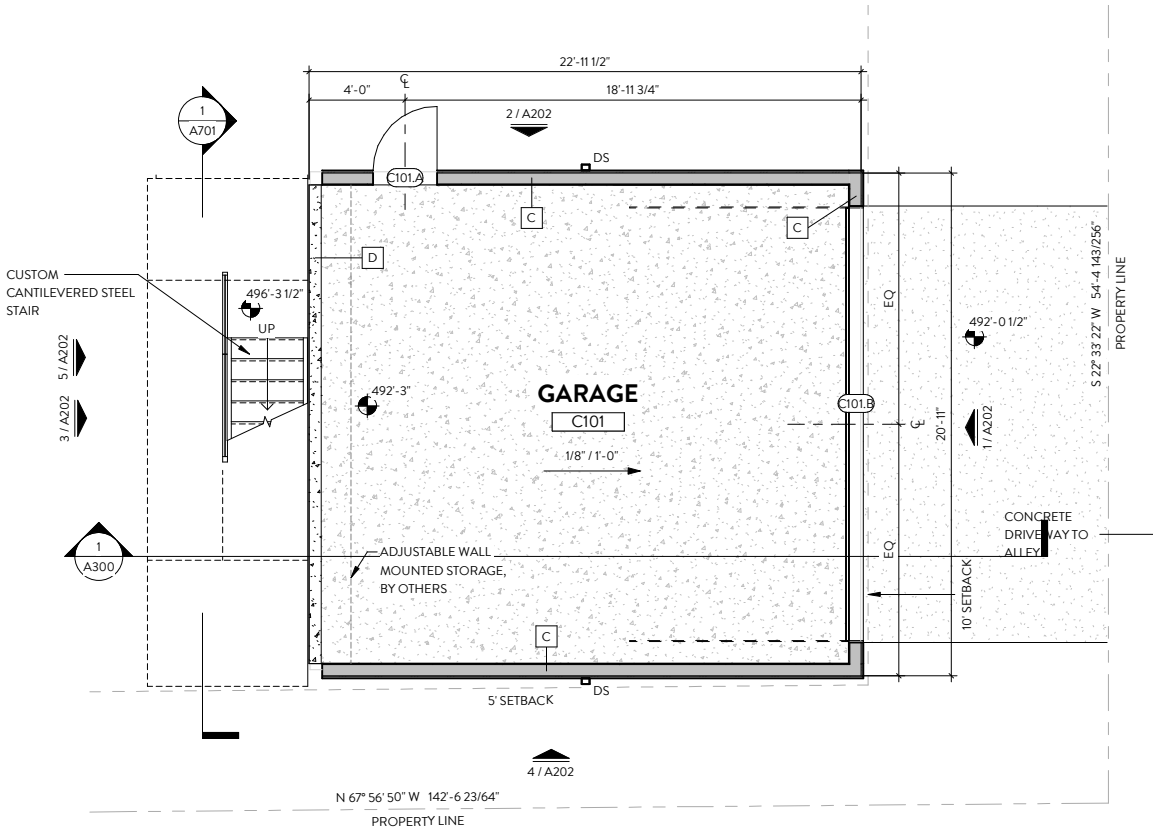 22'-11 1/2"
4'-0"
18'-11 3/4"
CL
1
A701
2 / A202
DS
C101.A
C
C
D
CUSTOM
CANTILEVERED STEEL
STAIR
496'-3 1/2"
UP
5 / A202
3 / A202
492'-3"
GARAGE
C101
1/8" / 1'-0"
C101.B
EQ
CL
20'-11"
492'-0 1/2"
1 / A202
S 22° 33' 22" W 54'-4 143/256"
PROPERTY LINE
1
A300
ADJUSTABLE WALL
MOUNTED STORAGE,
BY OTHERS
EQ
CONCRETE
DRIVEWAY TO
ALLEY
10' SETBACK
C
DS
5' SETBACK
4 / A202
N 67° 56' 50" W 142'-6 23/64"
PROPERTY LINE